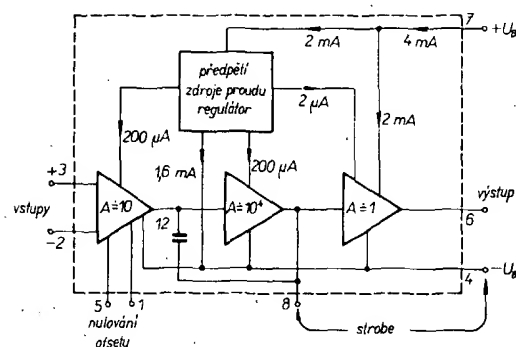 7
+U_B
2 mA
4 mA
předpětí
zdroje proudu
regulátor
2 µA
200 µA
1,6 mA
200 µA
2 mA
+3
vstupy
-2
A≐10
12
A≐10⁴
A≐1
výstup
6
4
-U_B
5
1
8
nulování
ofsetu
strobe